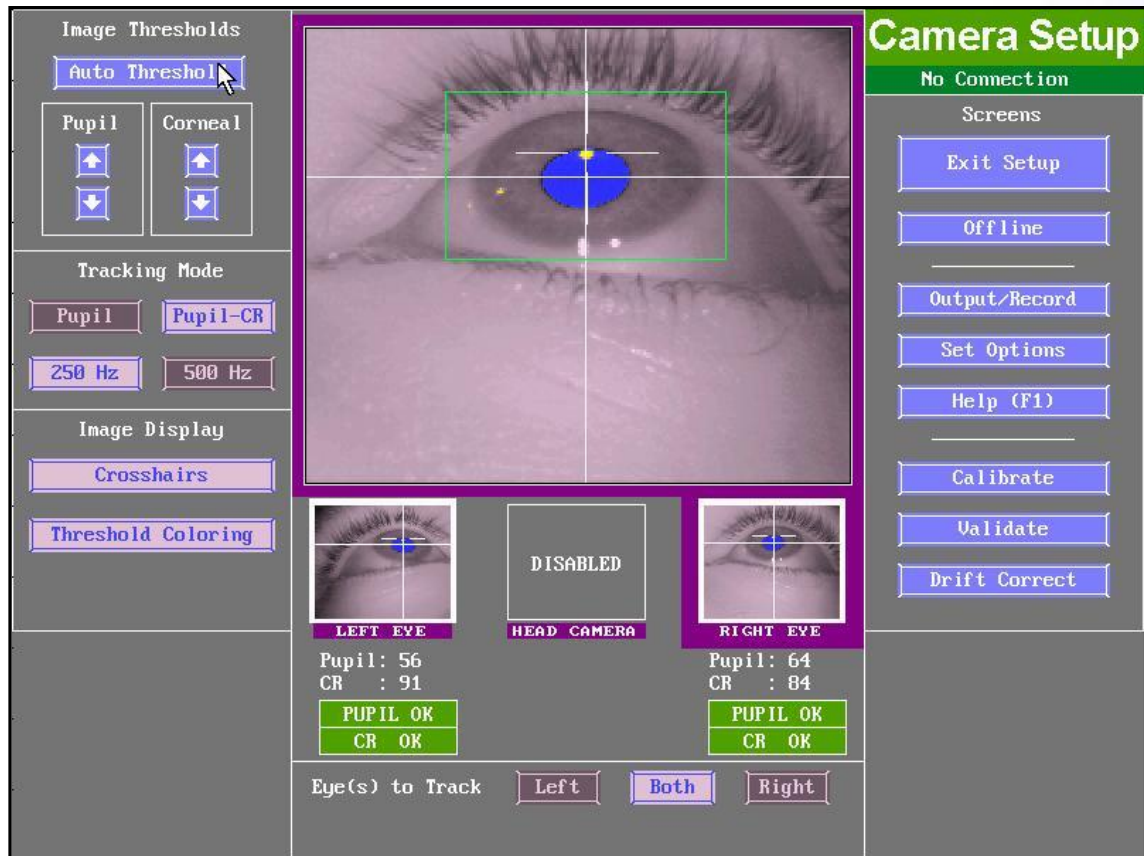 Image Thresholds
Auto Threshold
Pupil
Corneal
Tracking Mode
Pupil
Pupil-CR
250 Hz
500 Hz
Image Display
Crosshairs
Threshold Coloring
DISABLED
LEFT EYE
HEAD CAMERA
RIGHT EYE
Pupil: 56
CR : 91
PUPIL OK
CR OK
Pupil: 64
CR : 84
PUPIL OK
CR OK
Eye(s) to Track
Left
Both
Right
Camera Setup
No Connection
Screens
Exit Setup
Offline
Output/Record
Set Options
Help (F1)
Calibrate
Validate
Drift Correct